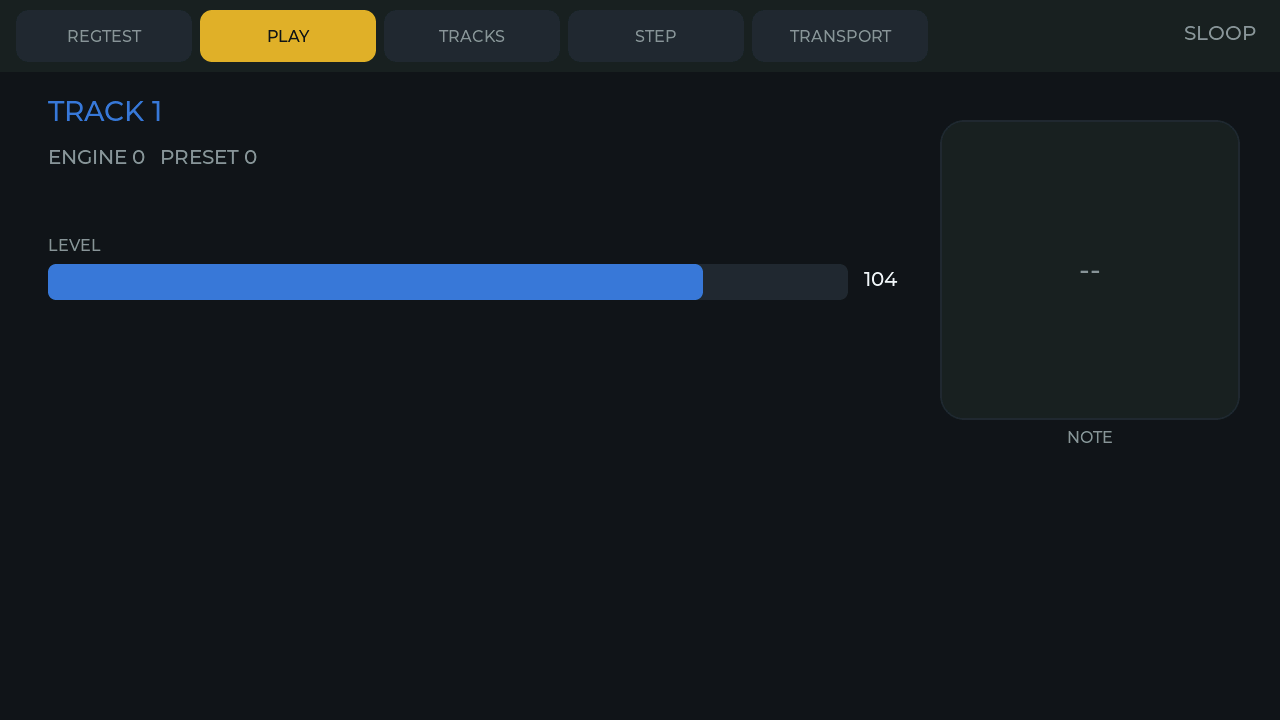 REGTEST PLAY TRACKS STEP TRANSPORT SLOOP
TRACK 1
ENGINE 0 PRESET 0
LEVEL
104
--
NOTE